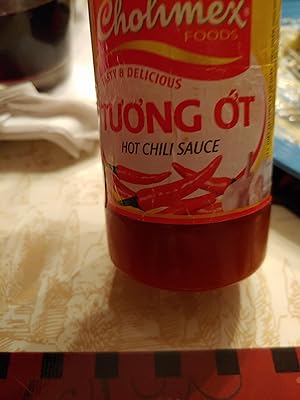 Cholimex
FOODS
TASTY & DELICIOUS
TƯƠNG ỚT
HOT CHILI SAUCE